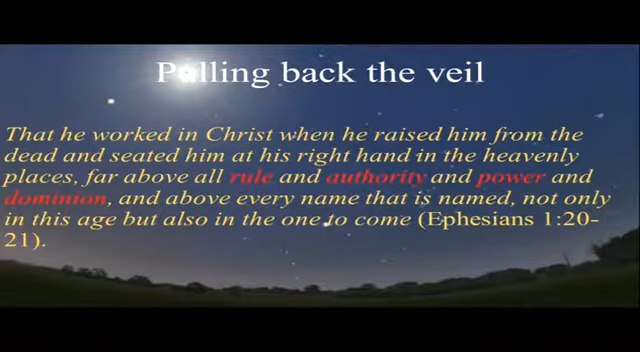 Pulling back the veil
That he worked in Christ when he raised him from the
dead and seated him at his right hand in the heavenly
places, far above all rule and authority and power and
dominion, and above every name that is named, not only
in this age but also in the one to come (Ephesians 1:20-
21).